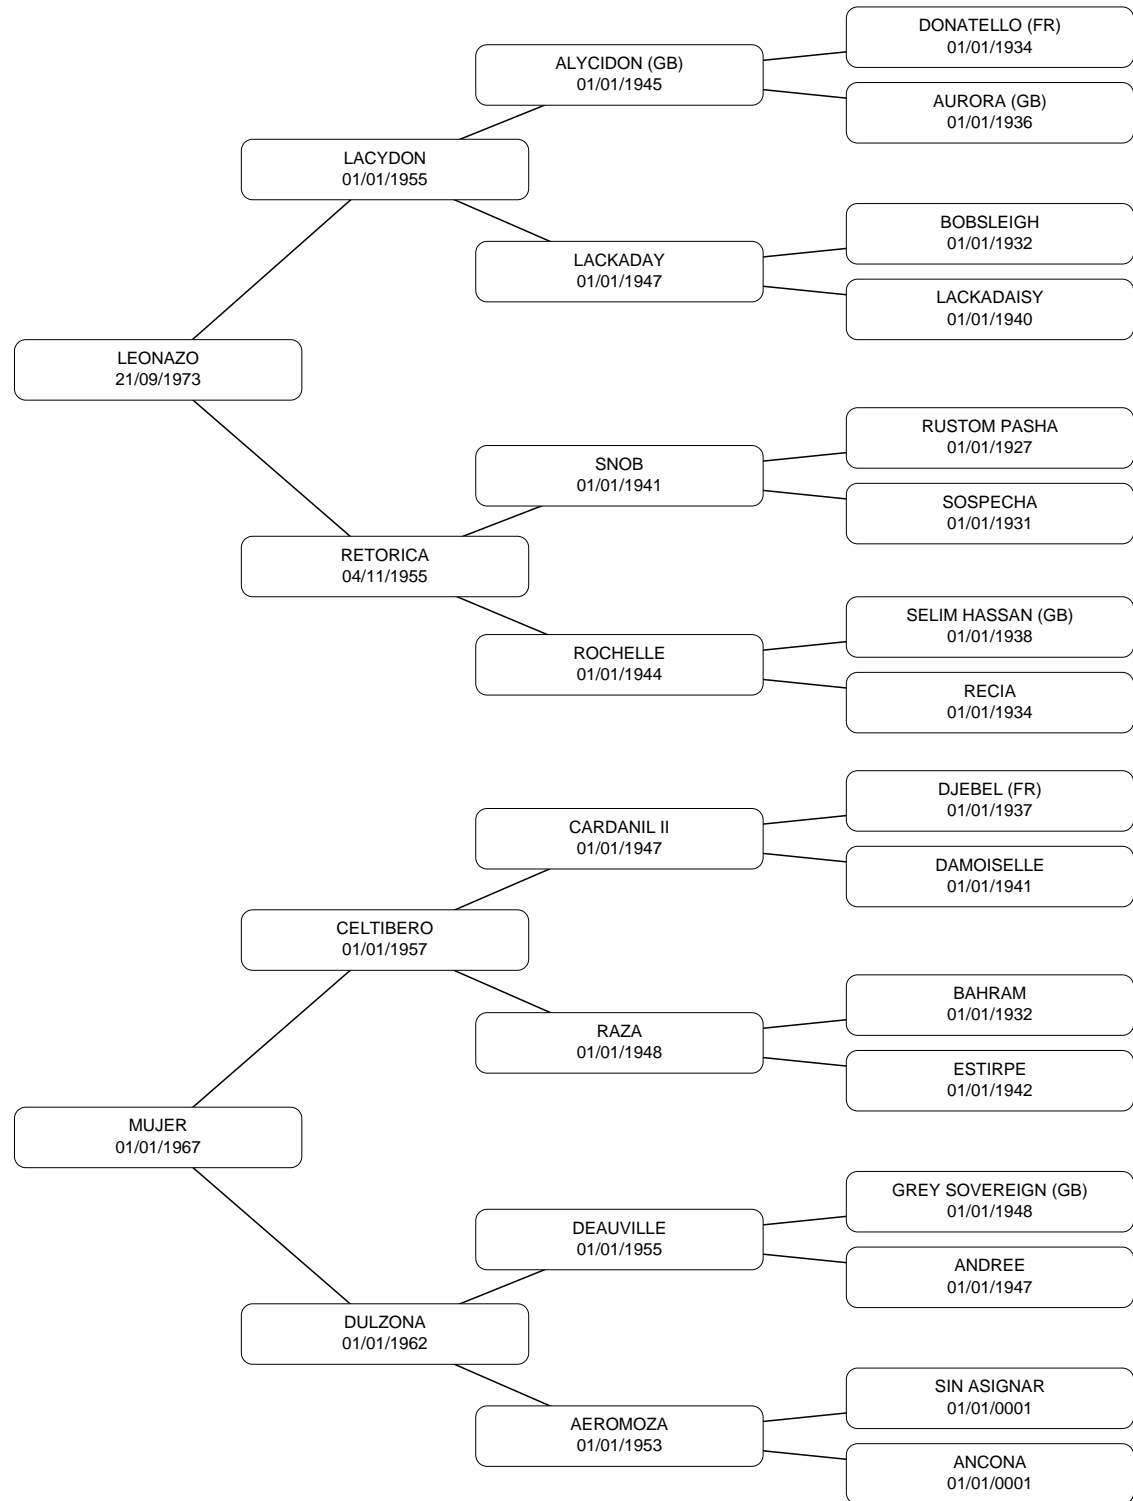 DONATELLO (FR)
01/01/1934
ALYCIDON (GB)
01/01/1945
AURORA (GB)
01/01/1936
LACYDON
01/01/1955
BOBSLEIGH
01/01/1932
LACKADAY
01/01/1947
LACKADAISY
01/01/1940
LEONAZO
21/09/1973
RUSTOM PASHA
01/01/1927
SNOB
01/01/1941
SOSPECHA
01/01/1931
RETORICA
04/11/1955
SELIM HASSAN (GB)
01/01/1938
ROCHELLE
01/01/1944
RECIA
01/01/1934
DJEBEL (FR)
01/01/1937
CARDANIL II
01/01/1947
DAMOISELLE
01/01/1941
CELTIBERO
01/01/1957
BAHRAM
01/01/1932
RAZA
01/01/1948
ESTIRPE
01/01/1942
MUJER
01/01/1967
GREY SOVEREIGN (GB)
01/01/1948
DEAUVILLE
01/01/1955
ANDREE
01/01/1947
DULZONA
01/01/1962
SIN ASIGNAR
01/01/0001
AEROMOZA
01/01/1953
ANCONA
01/01/0001